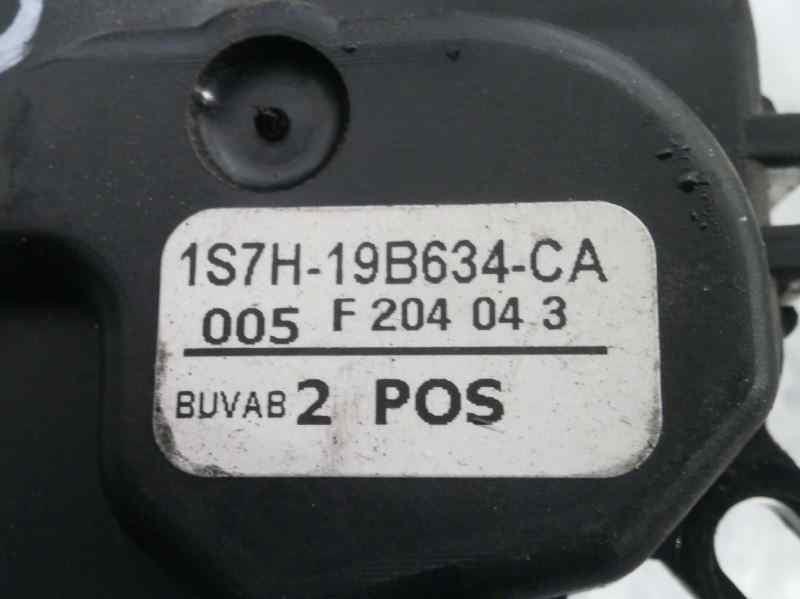 1S7H-19B634-CA
005 F 204 04 3
BUVAB 2 POS